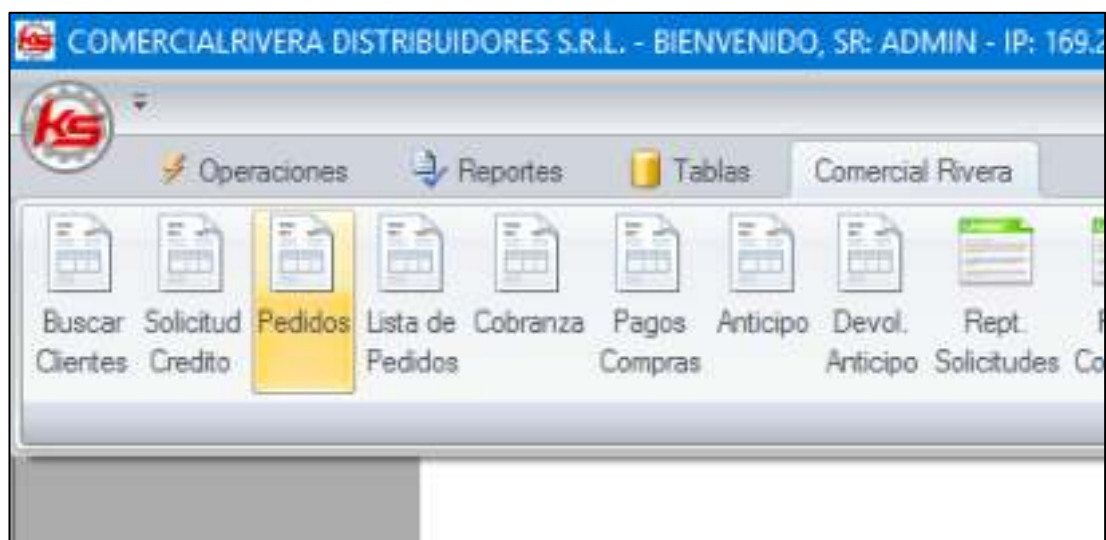 COMERCIALRIVERA DISTRIBUIDORES S.R.L. - BIENVENIDO, SR: ADMIN - IP: 169.2
KS
Operaciones Reportes Tablas Comercial Rivera
Buscar Solicitud Pedidos Lista de Cobranza Pagos Anticipo Devol. Rept.
Clientes Credito Pedidos Compras Anticipo Solicitudes Co